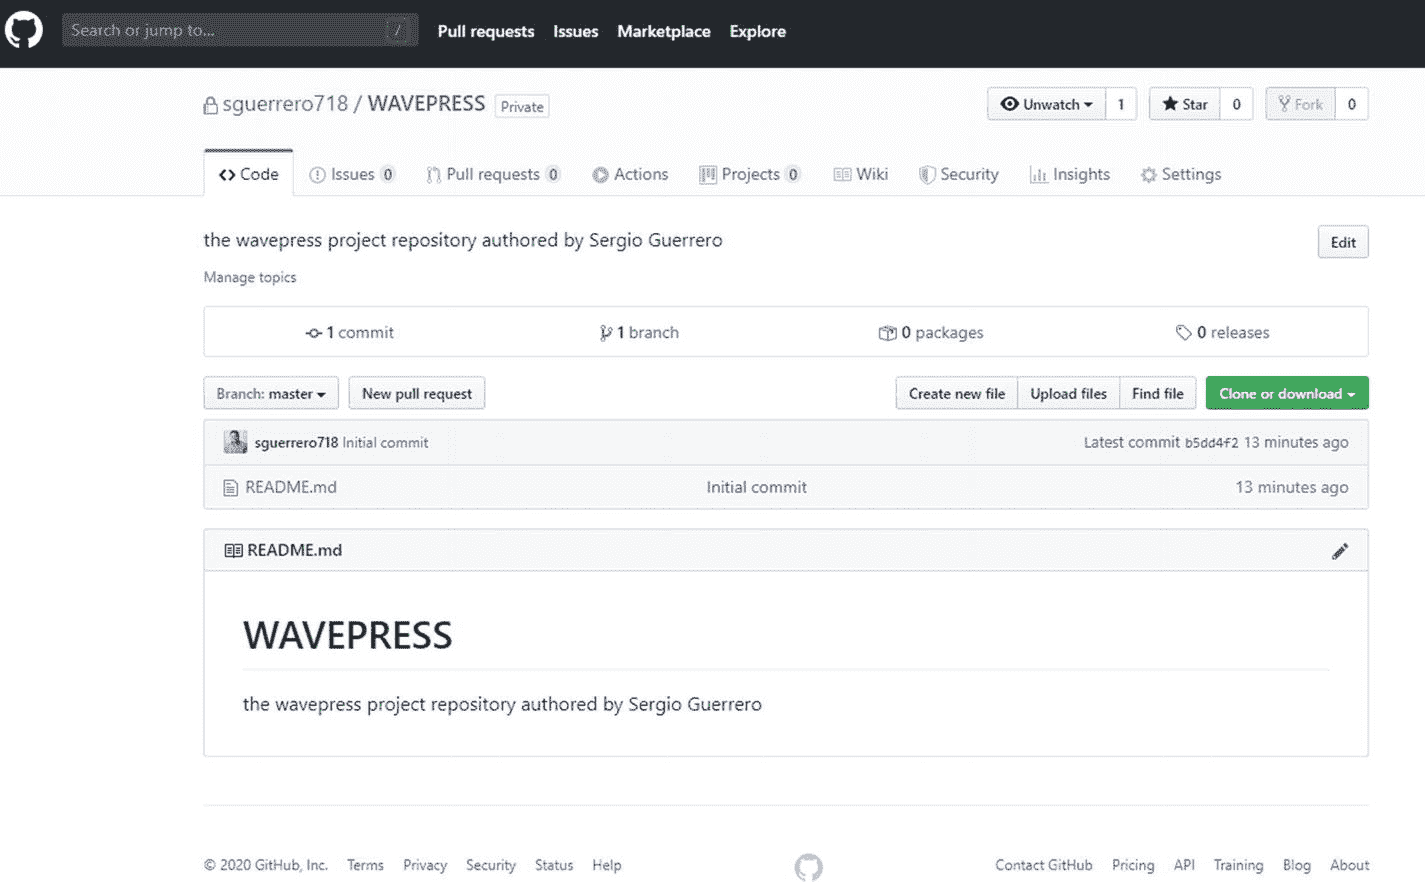 Search or jump to... / Pull requests Issues Marketplace Explore
sguerrero718 / WAVEPRESS Private Unwatch 1 Star 0 Fork 0
Code Issues 0 Pull requests 0 Actions Projects 0 Wiki Security Insights Settings
the wavepress project repository authored by Sergio Guerrero Edit
Manage topics
1 commit 1 branch 0 packages 0 releases
Branch: master New pull request Create new file Upload files Find file Clone or download
sguerrero718 Initial commit Latest commit b5dd4f2 13 minutes ago
README.md Initial commit 13 minutes ago
README.md
WAVEPRESS
the wavepress project repository authored by Sergio Guerrero
© 2020 GitHub, Inc. Terms Privacy Security Status Help Contact GitHub Pricing API Training Blog About